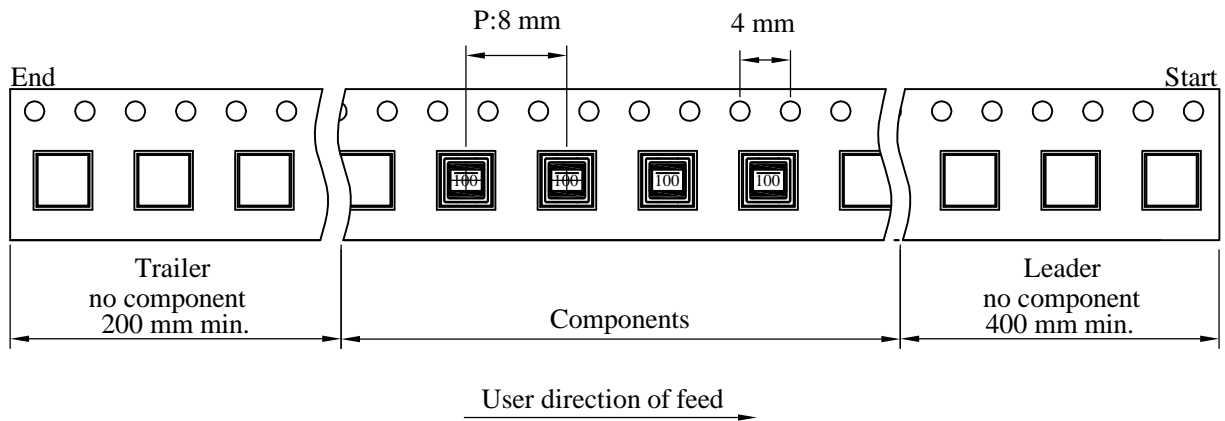 P:8 mm
4 mm
End
Start
100
100
100
100
Trailer
no component
200 mm min.
Components
Leader
no component
400 mm min.
User direction of feed